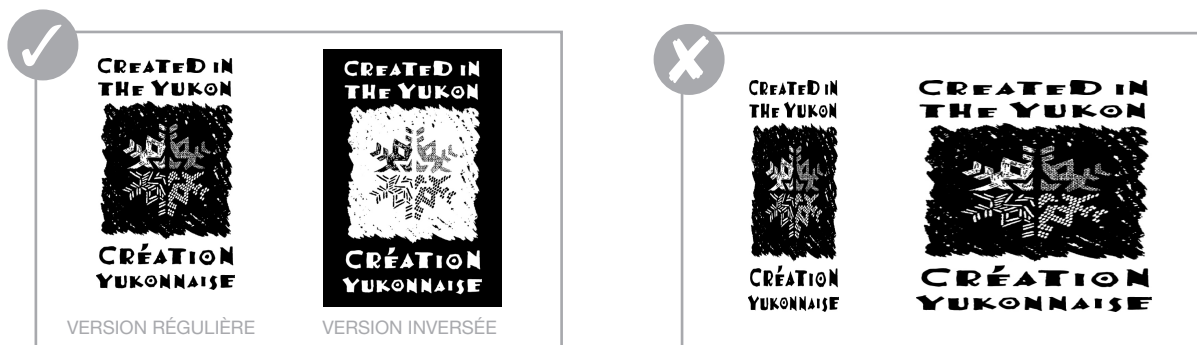 CREATED IN
THE YUKON
CRÉATION
YUKONNAISE
VERSION RÉGULIÈRE
CREATED IN
THE YUKON
CRÉATION
YUKONNAISE
VERSION INVERSÉE
CREATED IN
THE YUKON
CRÉATION
YUKONNAISE
CREATED IN
THE YUKON
CRÉATION
YUKONNAISE